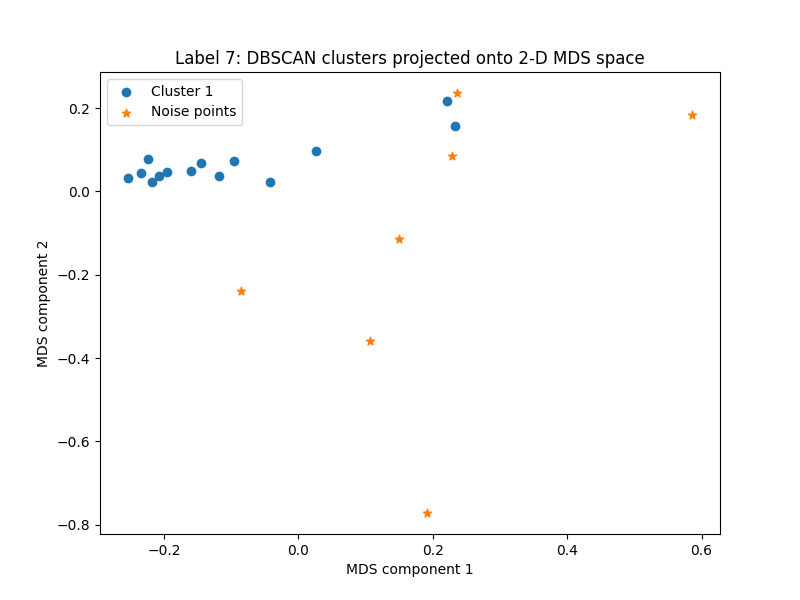 Label 7: DBSCAN clusters projected onto 2-D MDS space
Cluster 1
Noise points
0.2
0.0
−0.2
−0.4
−0.6
−0.8
MDS component 2
−0.2
0.0
0.2
0.4
0.6
MDS component 1